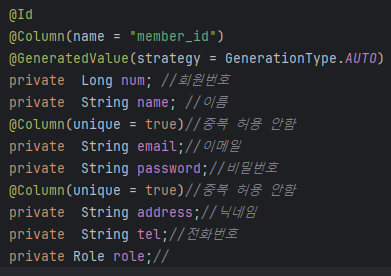 @Id
@Column(name = "member_id")
@GeneratedValue(strategy = GenerationType.AUTO)
private  Long num; //회원번호
private  String name; //이름
@Column(unique = true)//중복 허용 안함
private  String email;//이메일
private  String password;//비밀번호
@Column(unique = true)//중복 허용 안함
private  String address;//닉네임
private  String tel;//전화번호
private Role role;//